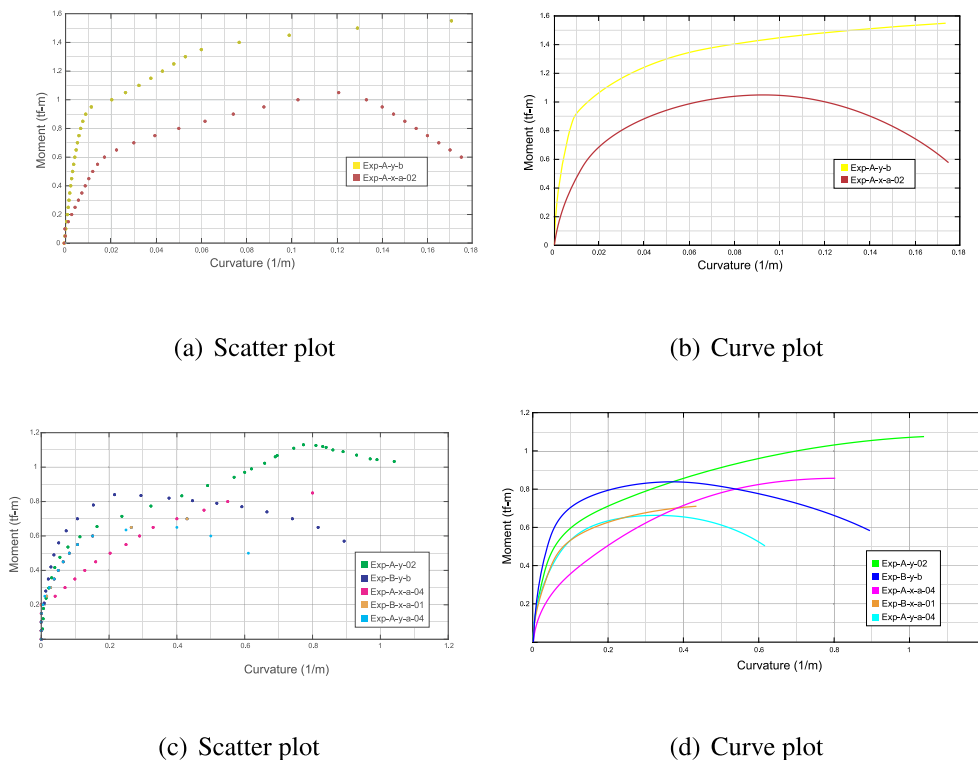 1.6
1.4
1.2
1
0.8
0.6
0.4
0.2
0
Moment (tf-m)
Exp-A-y-b
Exp-A-x-a-02
0 0.02 0.04 0.06 0.08 0.1 0.12 0.14 0.16 0.18
Curvature (1/m)
(a) Scatter plot
1.6
1.4
1.2
1
0.8
0.6
0.4
0.2
0
Moment (tf-m)
Exp-A-y-b
Exp-A-x-a-02
0 0.02 0.04 0.06 0.08 0.1 0.12 0.14 0.16 0.18
Curvature (1/m)
(b) Curve plot
1.2
1
0.8
0.6
0.4
0.2
Moment (tf-m)
Exp-A-y-02
Exp-B-y-b
Exp-A-x-a-04
Exp-B-x-a-01
Exp-A-y-a-04
0 0.2 0.4 0.6 0.8 1 1.2
Curvature (1/m)
(c) Scatter plot
1.2
1
0.8
0.6
0.4
0.2
Moment (tf-m)
Exp-A-y-02
Exp-B-y-b
Exp-A-x-a-04
Exp-B-x-a-01
Exp-A-y-a-04
0 0.2 0.4 0.6 0.8 1
Curvature (1/m)
(d) Curve plot